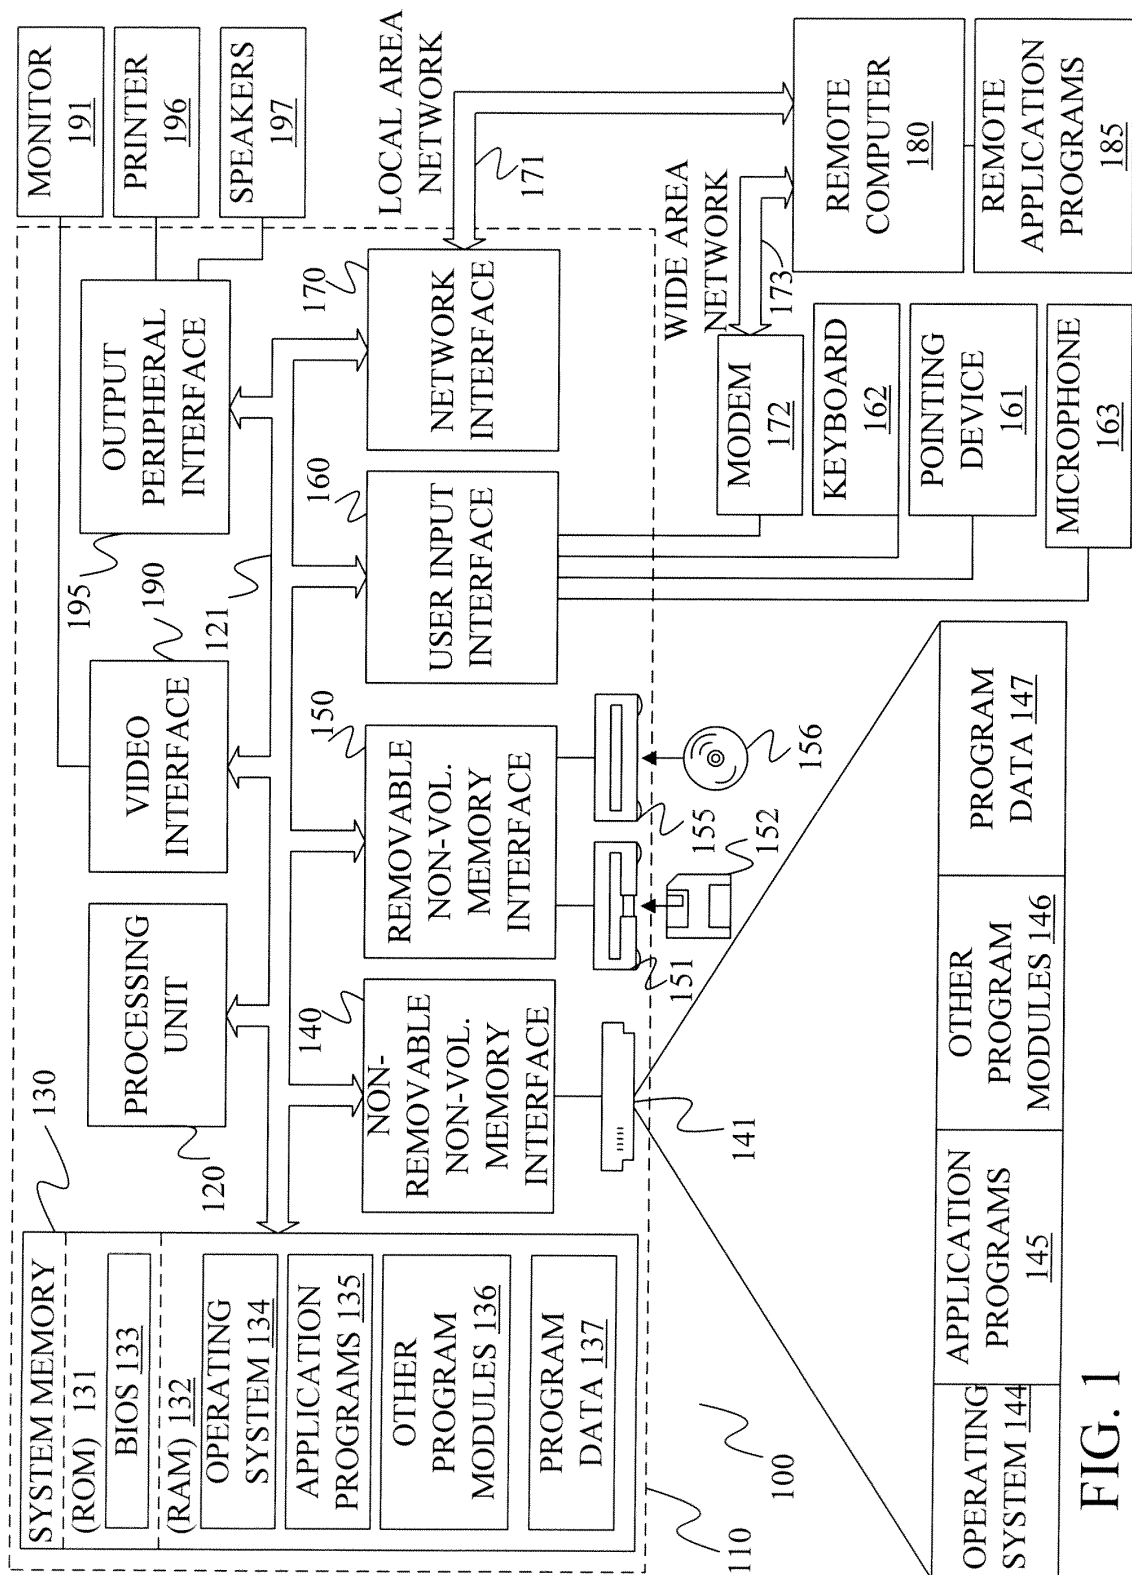 SYSTEM MEMORY
130
(ROM) 131
BIOS 133
(RAM) 132
OPERATING
SYSTEM 134
APPLICATION
PROGRAMS 135
OTHER
PROGRAM
MODULES 136
PROGRAM
DATA 137
PROCESSING
UNIT
120
VIDEO
INTERFACE
190
121
OUTPUT
PERIPHERAL
INTERFACE
195
MONITOR
191
PRINTER
196
SPEAKERS
197
NON-
REMOVABLE
NON-VOL.
MEMORY
INTERFACE
140
REMOVABLE
NON-VOL.
MEMORY
INTERFACE
150
USER INPUT
INTERFACE
160
NETWORK
INTERFACE
170
LOCAL AREA
NETWORK
171
141
151
152
155
156
WIDE AREA
NETWORK
173
MODEM
172
KEYBOARD
162
POINTING
DEVICE
161
MICROPHONE
163
REMOTE
COMPUTER
180
REMOTE
APPLICATION
PROGRAMS
185
110
100
OPERATING
SYSTEM 144
APPLICATION
PROGRAMS
145
OTHER
PROGRAM
MODULES 146
PROGRAM
DATA 147
FIG. 1